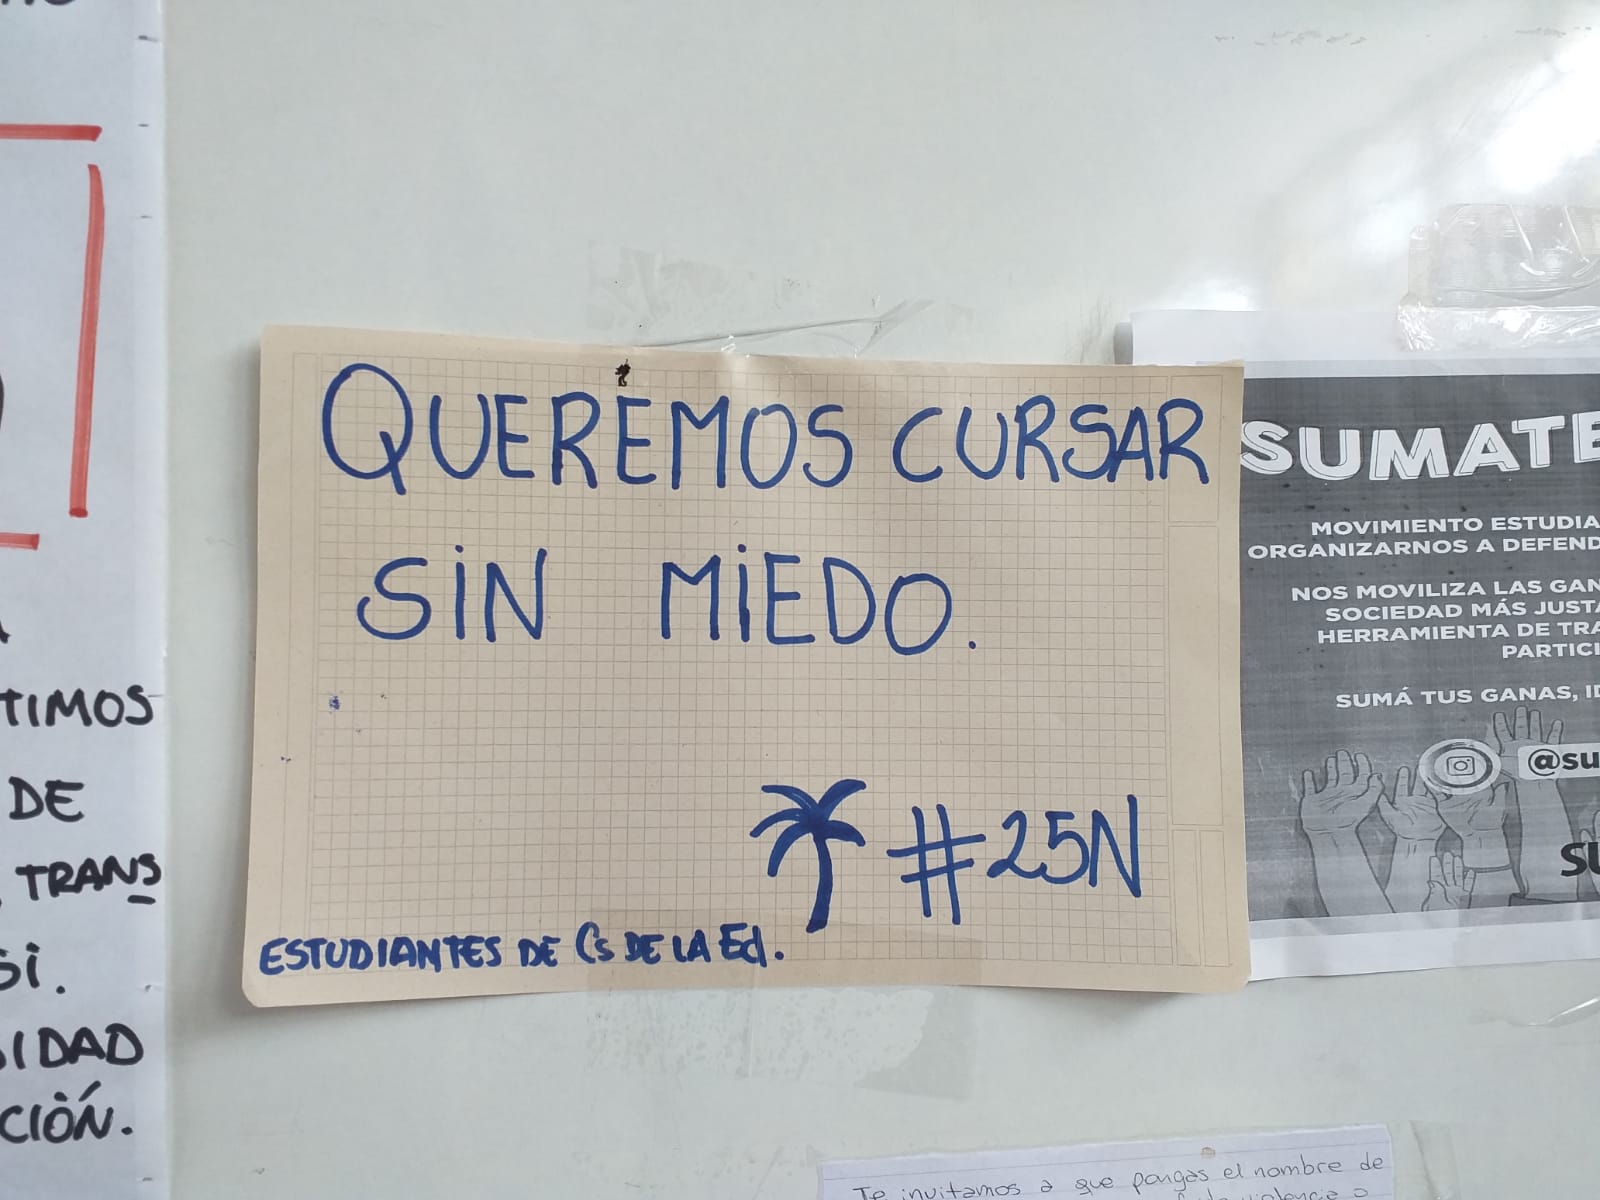 QUEREMOS CURSAR
SIN MIEDO.
#25N
ESTUDIANTES DE Cs DE LA Ed.
TIMOS
DE
TRANS
SI.
IDAD
CIÓN.
SUMATE
MOVIMIENTO ESTUDIA
ORGANIZARNOS A DEFEND
NOS MOVILIZA LAS GAN
SOCIEDAD MÁS JUSTA
HERRAMIENTA DE TRA
PARTICI
SUMÁ TUS GANAS, ID
@su
SU
Te invitamos a que pongas el nombre de